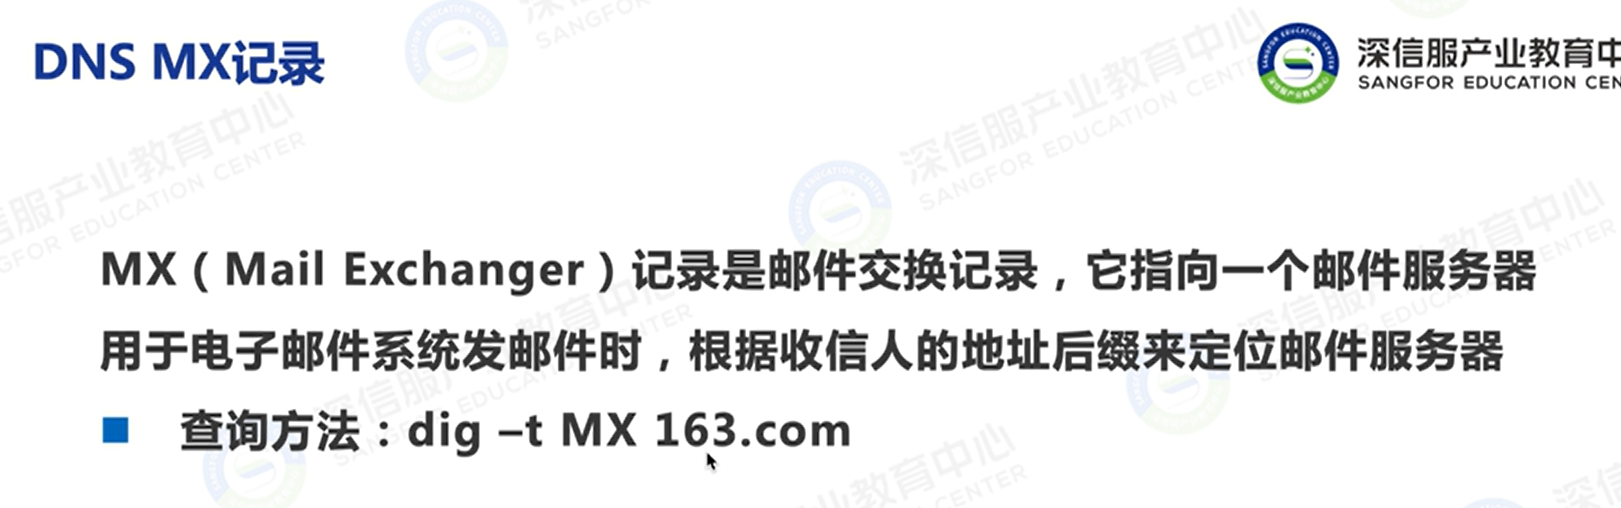 DNS MX记录
深信服产业教育中
SANGFOR EDUCATION CEN
MX（Mail Exchanger）记录是邮件交换记录，它指向一个邮件服务器
用于电子邮件系统发邮件时，根据收信人的地址后缀来定位邮件服务器
查询方法：dig –t MX 163.com